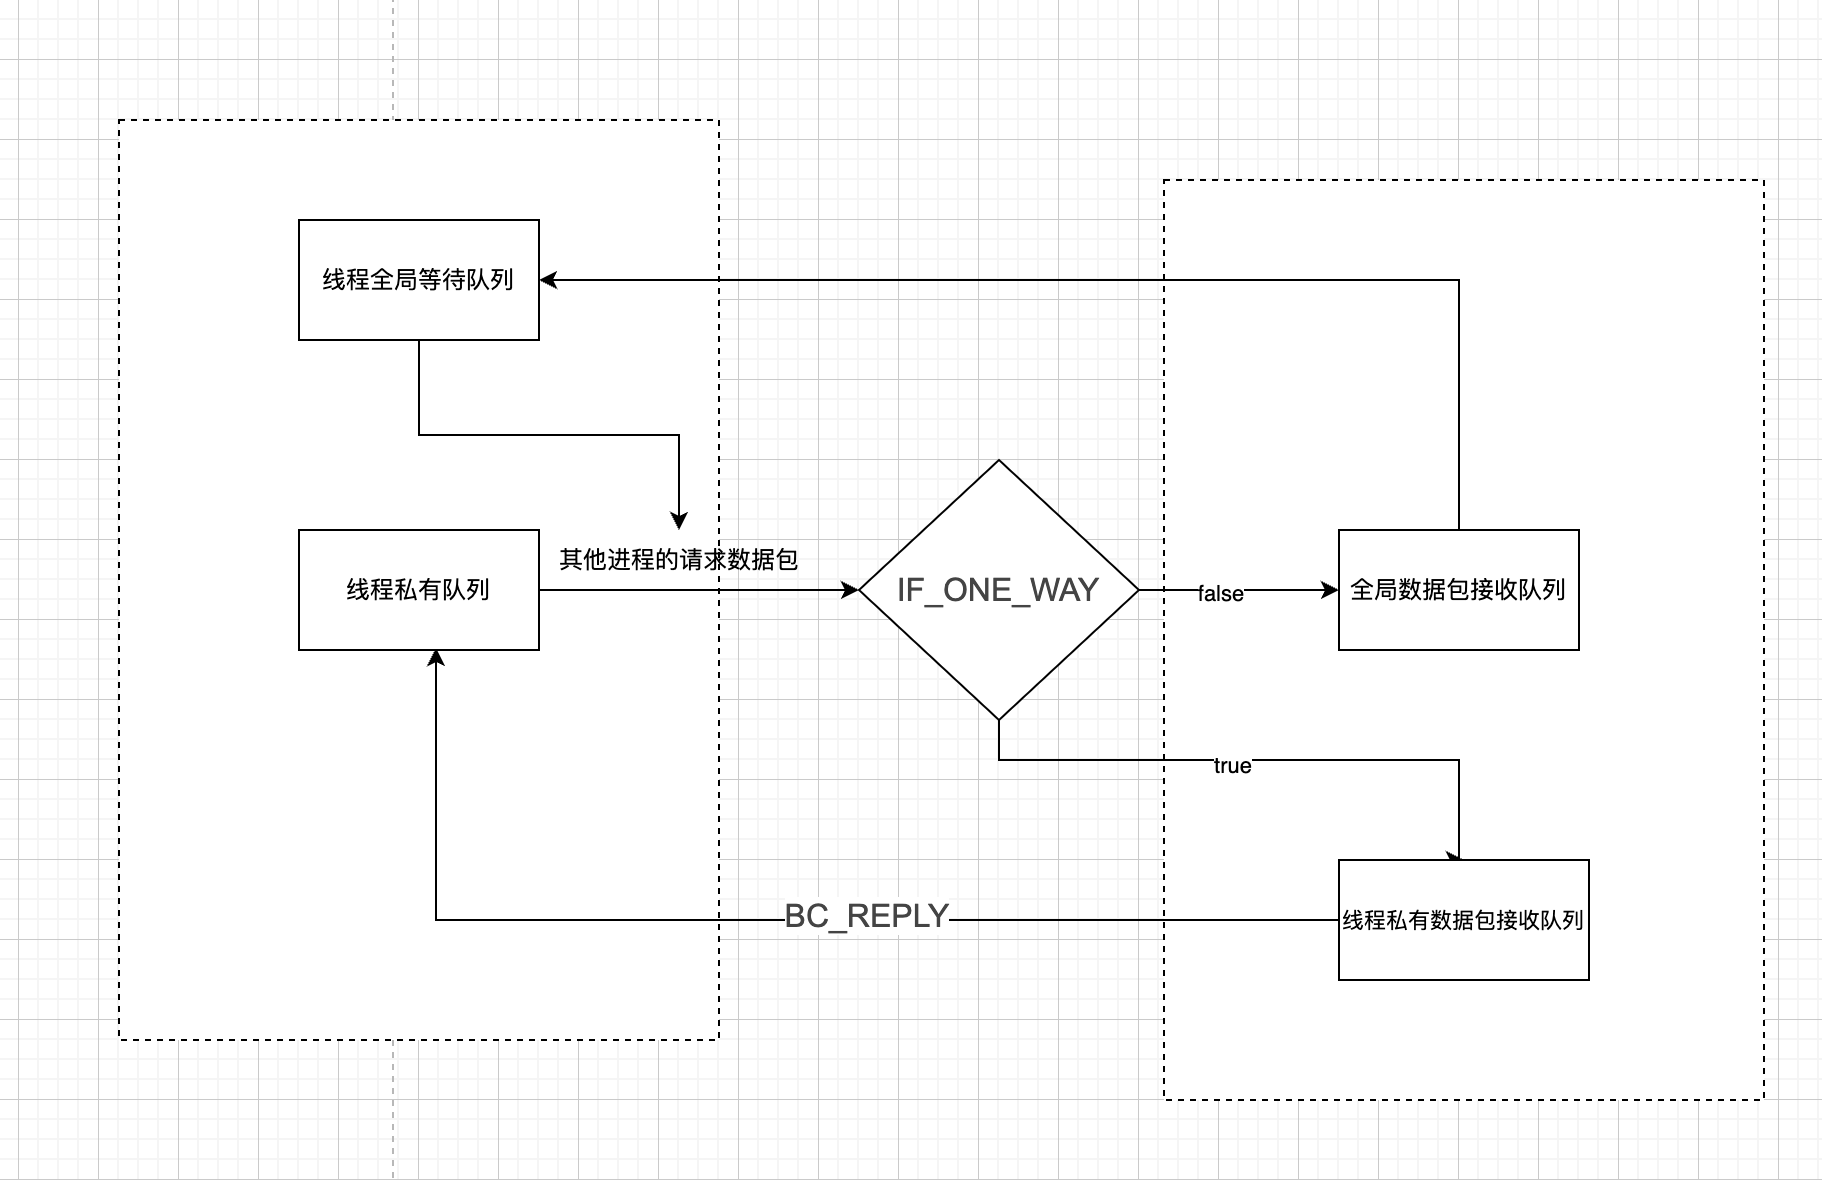 线程全局等待队列
其他进程的请求数据包
线程私有队列
IF_ONE_WAY
false
全局数据包接收队列
true
BC_REPLY
线程私有数据包接收队列